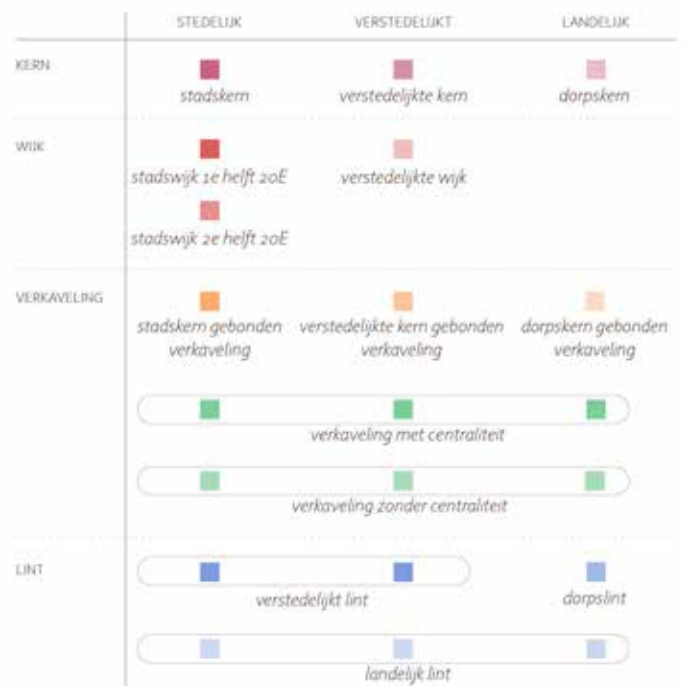 STEDELIJK VERSTEDELIJKT LANDELIJK
KERN
stadskern verstedelijkte kern dorpskern
WIJK
stadswijk 1e helft 20E verstedelijkte wijk
stadswijk 2e helft 20E
VERKAVELING
stadskern gebonden verkaveling verstedelijkte kern gebonden verkaveling dorpskern gebonden verkaveling
verkaveling met centraliteit
verkaveling zonder centraliteit
LINT
verstedelijkt lint dorpslint
landelijk lint